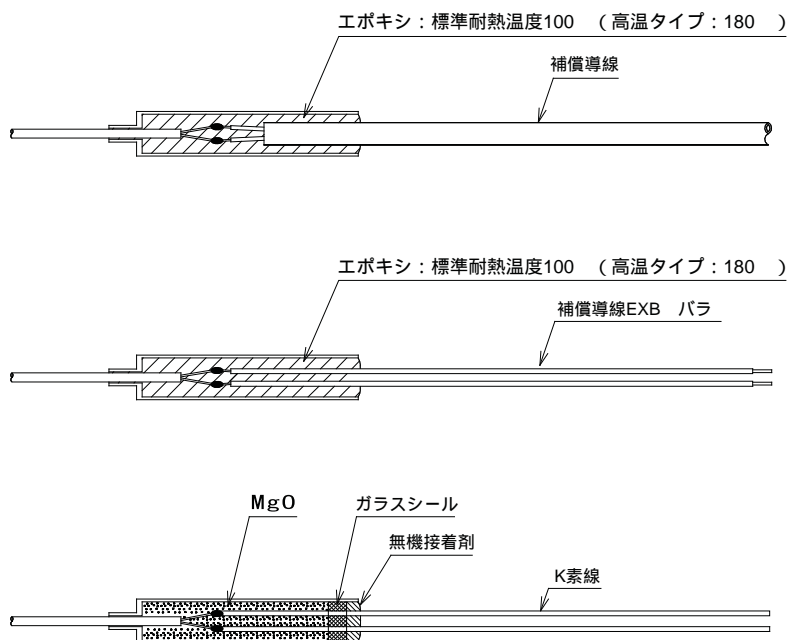 エポキシ：標準耐熱温度100　（高温タイプ：180　）
補償導線
エポキシ：標準耐熱温度100　（高温タイプ：180　）
補償導線EXB　バラ
MgO
ガラスシール
無機接着剤
K素線